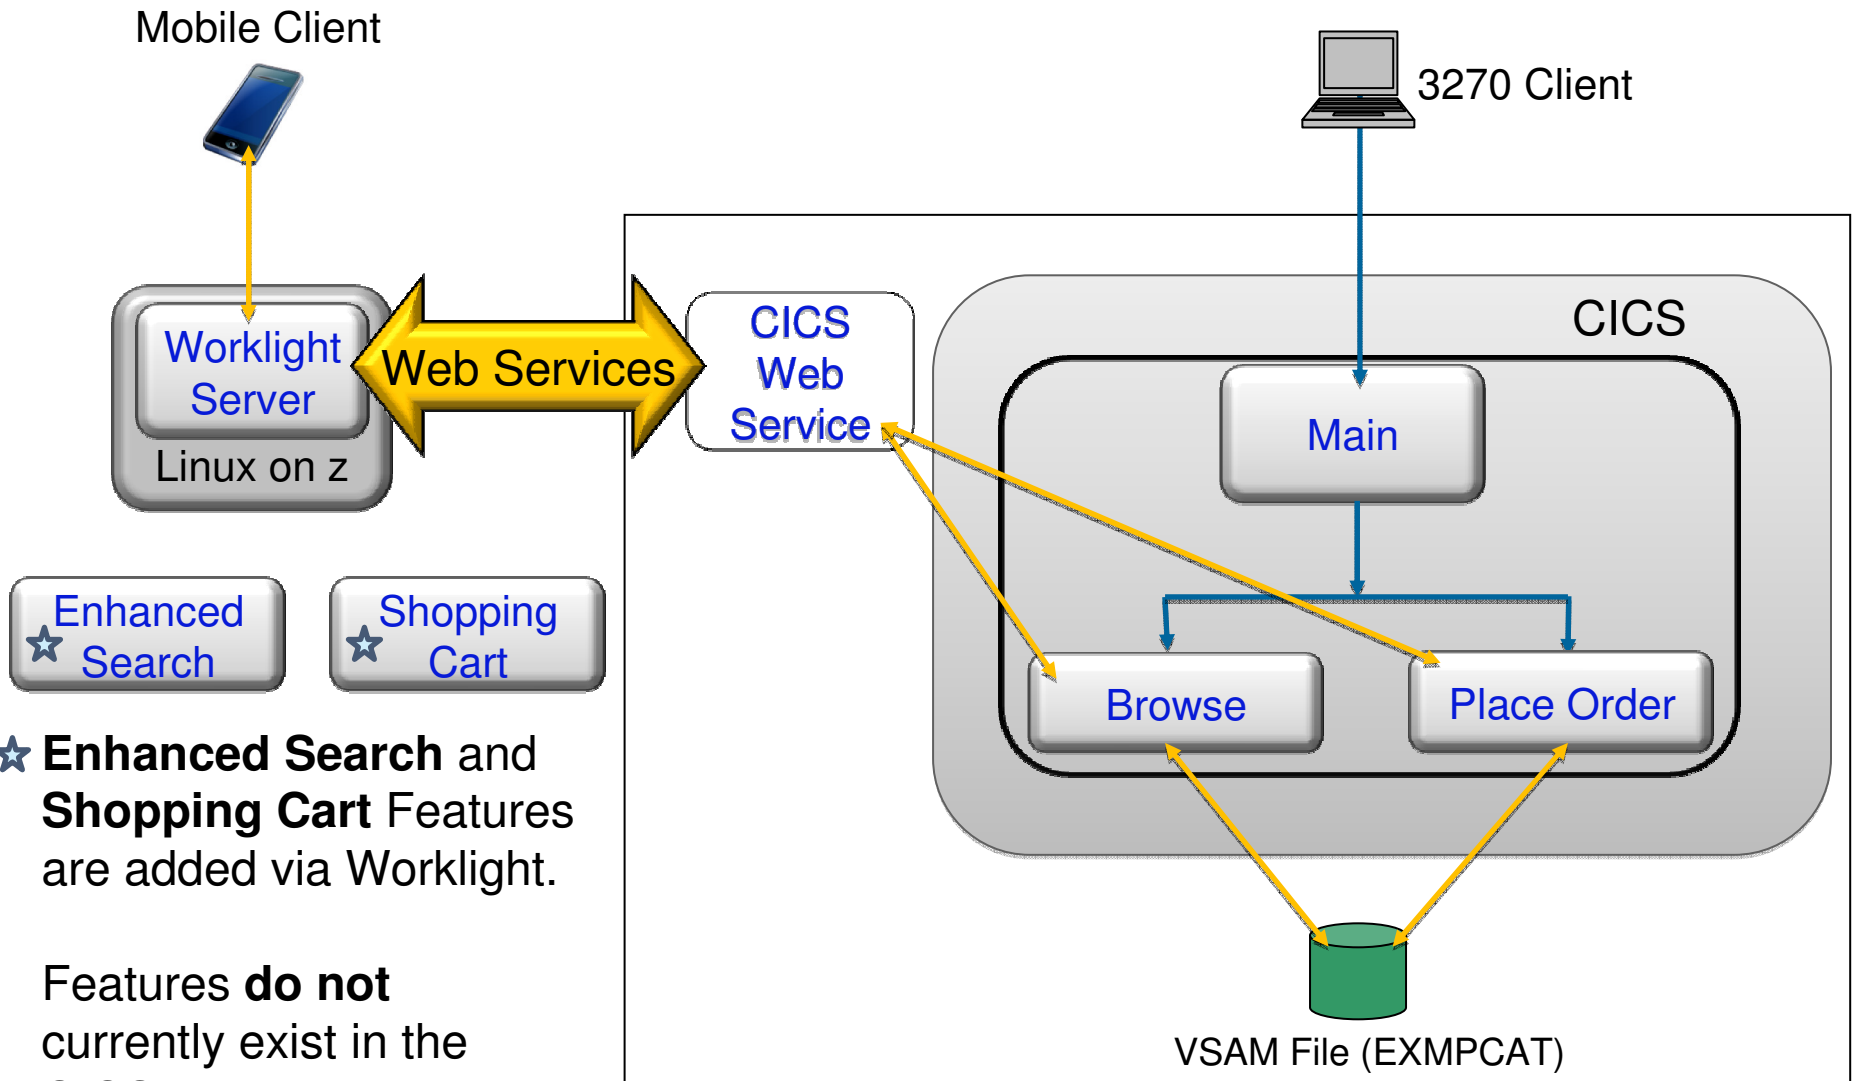 Mobile Client
3270 Client
CICS
Worklight
Server
Linux on z
Web Services
CICS
Web
Service
Main
Enhanced
Search
Shopping
Cart
Browse
Place Order
Enhanced Search and
Shopping Cart Features
are added via Worklight.
Features do not
currently exist in the
VSAM File (EXMPCAT)